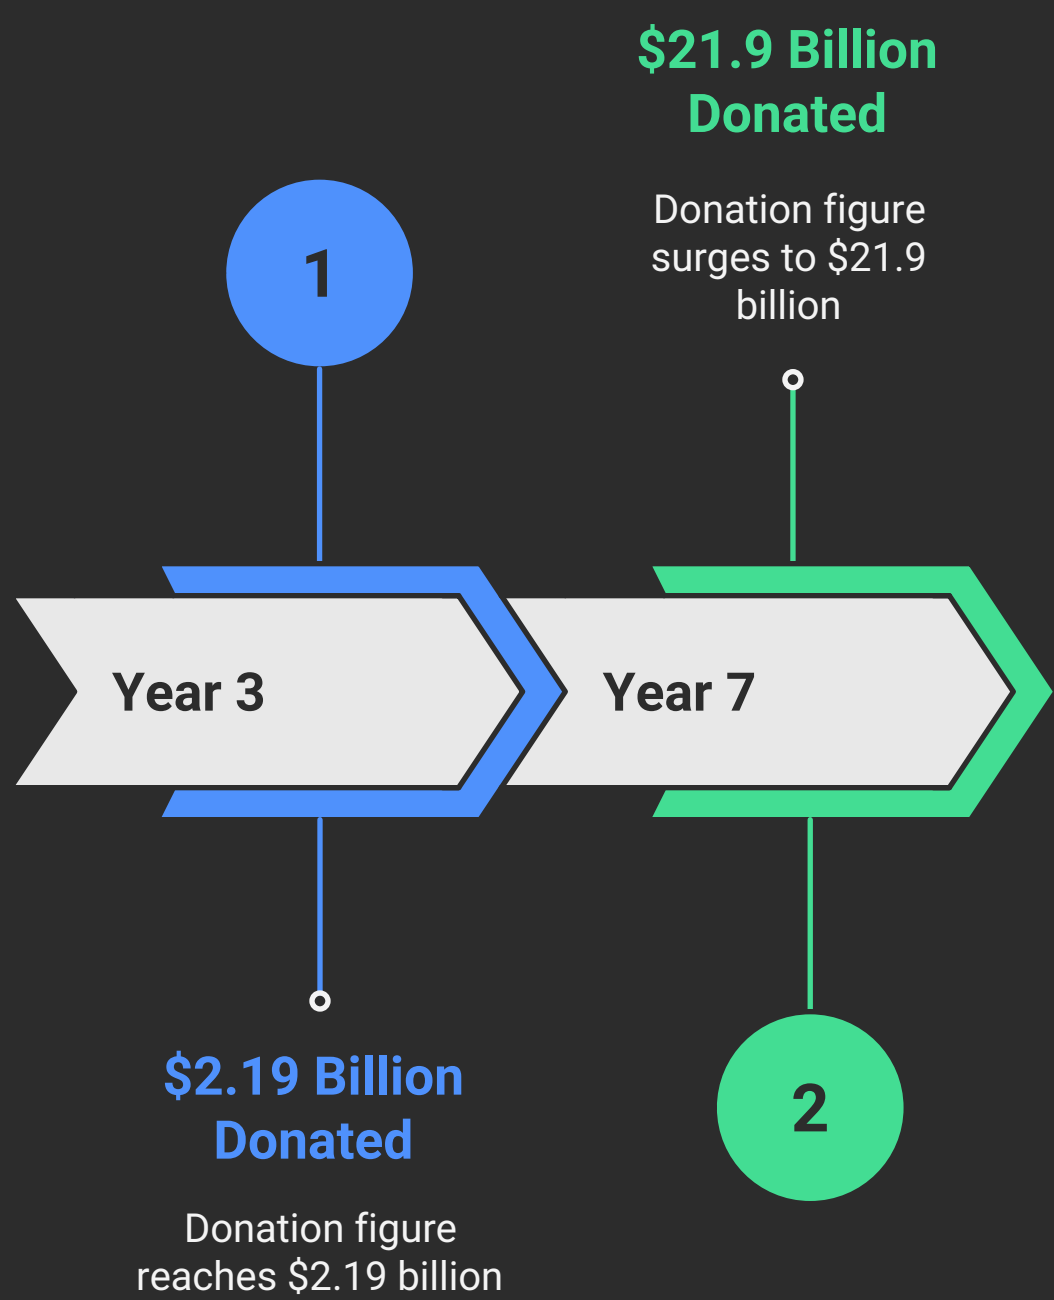 $21.9 Billion
Donated
Donation figure
surges to $21.9
billion
1
Year 3
Year 7
$2.19 Billion
Donated
Donation figure
reaches $2.19 billion
2